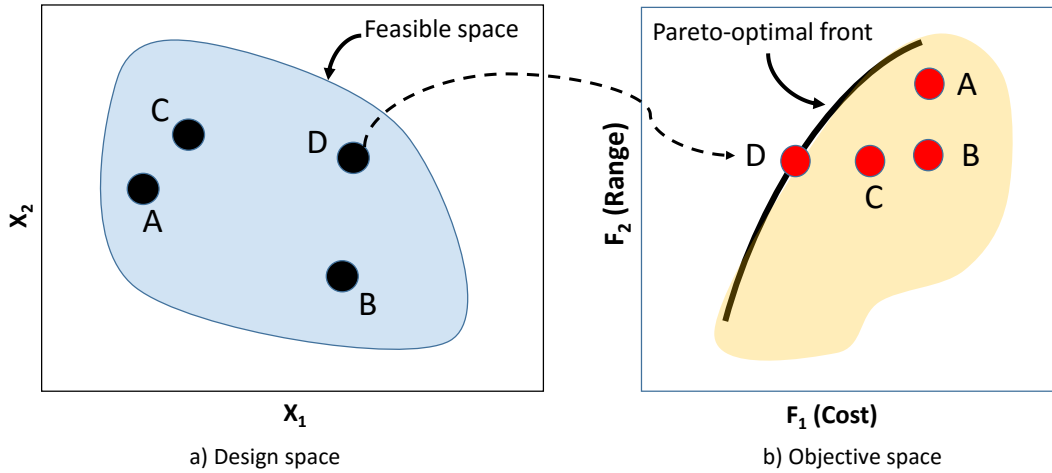 Feasible space
C
D
A
B
X₂
X₁
a) Design space
Pareto-optimal front
A
D
B
C
F₂ (Range)
F₁ (Cost)
b) Objective space